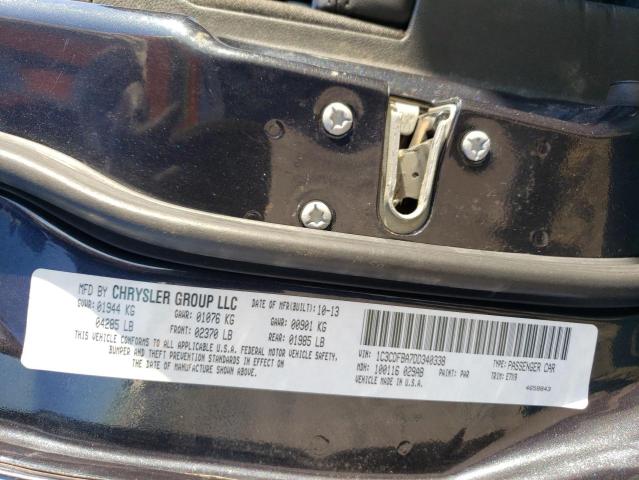 MFD BY CHRYSLER GROUP LLC DATE OF MFR(BUILT): 10-13
GVWR: 01944 KG GAWR: 01076 KG GAWR: 00901 KG
04285 LB FRONT: 02370 LB REAR: 01985 LB
THIS VEHICLE CONFORMS TO ALL APPLICABLE U.S.A. FEDERAL MOTOR VEHICLE SAFETY,
BUMPER AND THEFT PREVENTION STANDARDS IN EFFECT ON
THE DATE OF MANUFACTURE SHOWN ABOVE.
VIN: 1C3CDFBA7DD340338 TYPE: PASSENGER CAR
MDH: 100116 029AB PAINT: PAR TRIM: E7X9
VEHICLE MADE IN U.S.A. 4659843